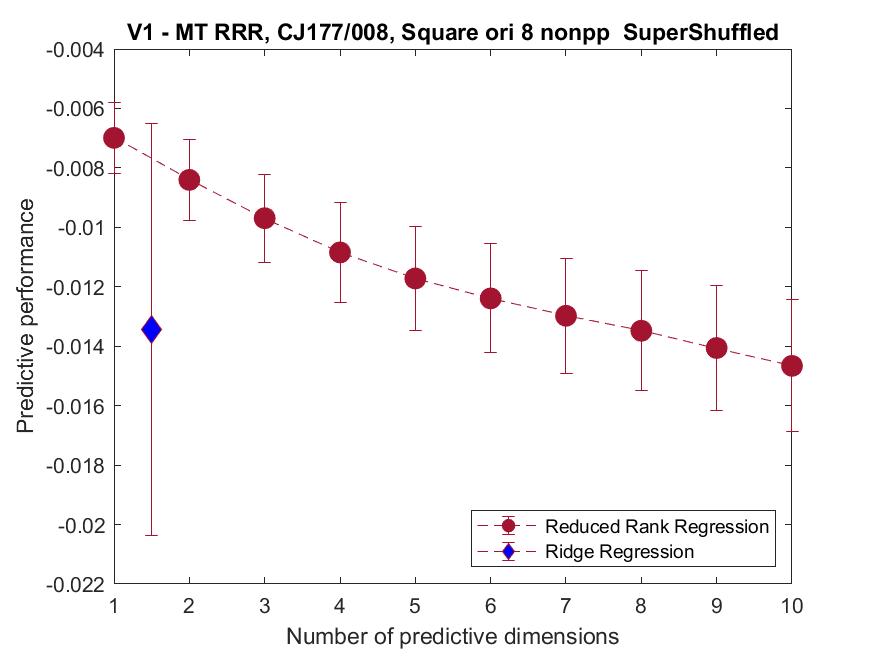 V1 - MT RRR, CJ177/008, Square ori 8 nonpp  SuperShuffled
-0.004
-0.006
-0.008
-0.01
-0.012
-0.014
-0.016
-0.018
-0.02
-0.022
Predictive performance
Reduced Rank Regression
Ridge Regression
1 2 3 4 5 6 7 8 9 10
Number of predictive dimensions